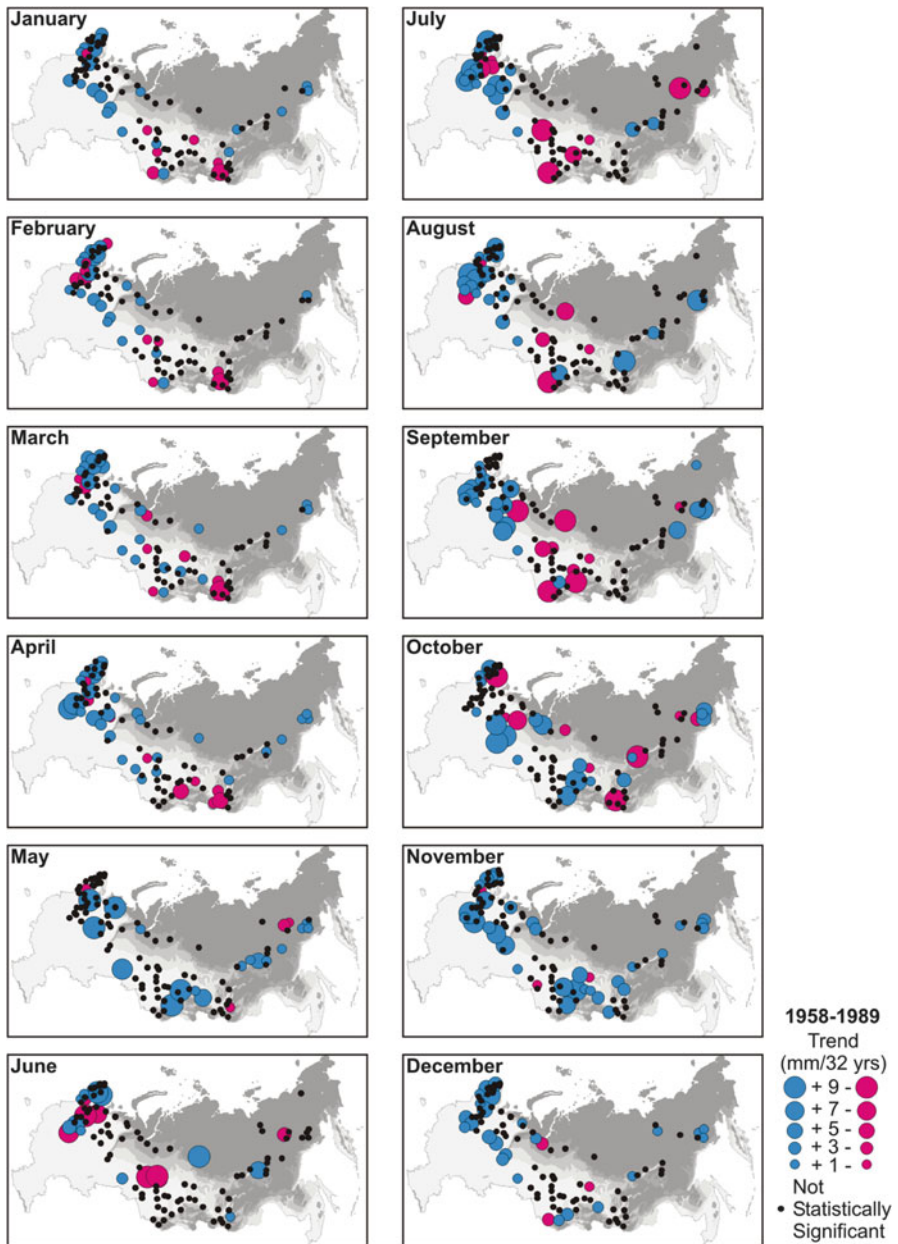 January
July
February
August
March
September
April
October
May
November
June
December
1958-1989
Trend
(mm/32 yrs)
+ 9 -
+ 7 -
+ 5 -
+ 3 -
+ 1 -
Not
Statistically
Significant